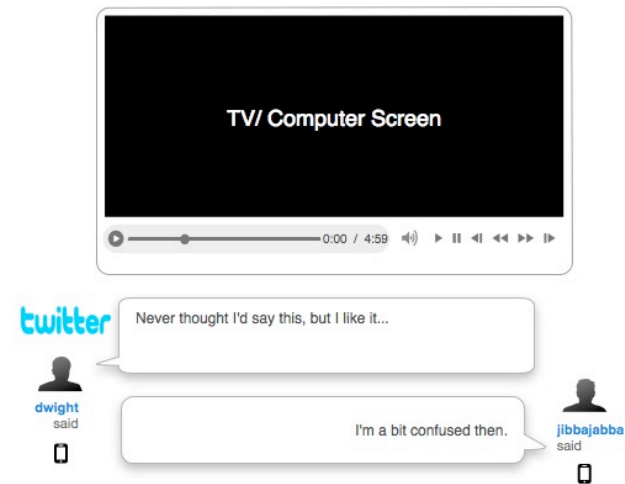 TV/ Computer Screen
0:00 / 4:59
twitter
Never thought I'd say this, but I like it...
dwight
said
I'm a bit confused then.
jibbajabba
said